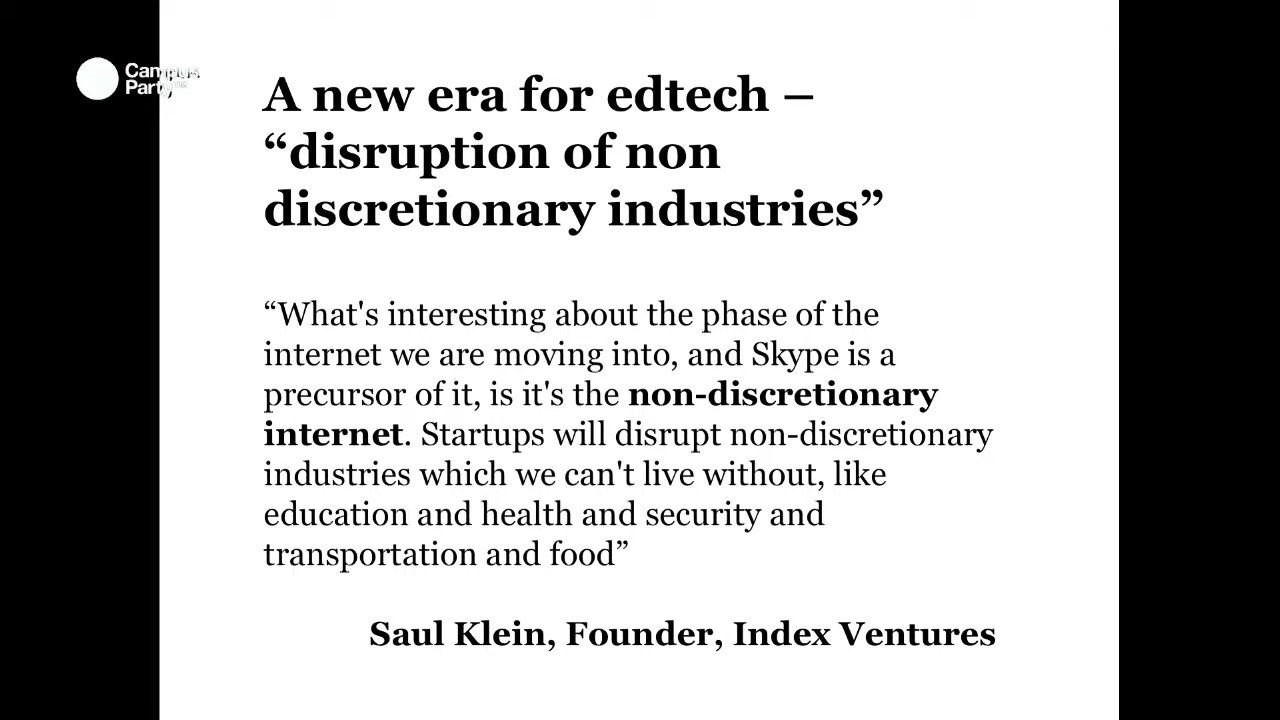 Campus
Party™
A new era for edtech –
“disruption of non
discretionary industries”
“What's interesting about the phase of the
internet we are moving into, and Skype is a
precursor of it, is it's the non-discretionary
internet. Startups will disrupt non-discretionary
industries which we can't live without, like
education and health and security and
transportation and food”
Saul Klein, Founder, Index Ventures